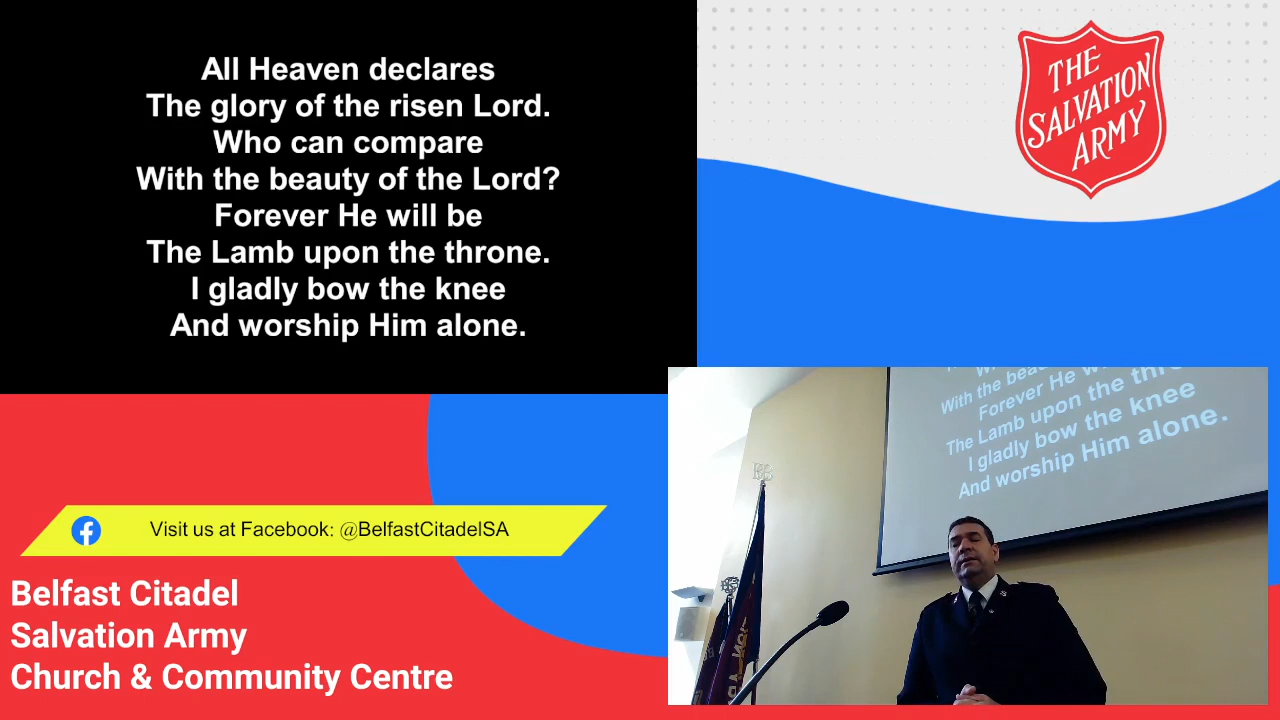 All Heaven declares
The glory of the risen Lord.
Who can compare
With the beauty of the Lord?
Forever He will be
The Lamb upon the throne.
I gladly bow the knee
And worship Him alone.
THE
SALVATION
ARMY
With the
Forever He
The Lamb upon the
I gladly bow the knee
And worship Him alone.
Visit us at Facebook: @BelfastCitadelSA
Belfast Citadel
Salvation Army
Church & Community Centre